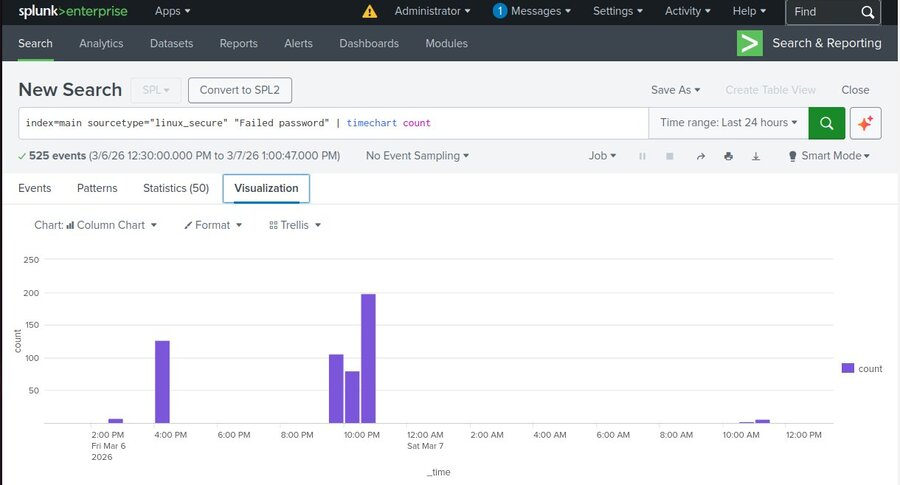 splunk>enterprise Apps Administrator 1 Messages Settings Activity Help Find
Search Analytics Datasets Reports Alerts Dashboards Modules > Search & Reporting
New Search SPL Convert to SPL2 Save As Create Table View Close
index=main sourcetype="linux_secure" "Failed password" | timechart count Time range: Last 24 hours
525 events (3/6/26 12:30:00.000 PM to 3/7/26 1:00:47.000 PM) No Event Sampling Job Smart Mode
Events Patterns Statistics (50) Visualization
Chart: Column Chart Format Trellis
250
200
150
100
50
count
count
2:00 PM 4:00 PM 6:00 PM 8:00 PM 10:00 PM 12:00 AM 2:00 AM 4:00 AM 6:00 AM 8:00 AM 10:00 AM 12:00 PM
Fri Mar 6 Sat Mar 7
2026
_time